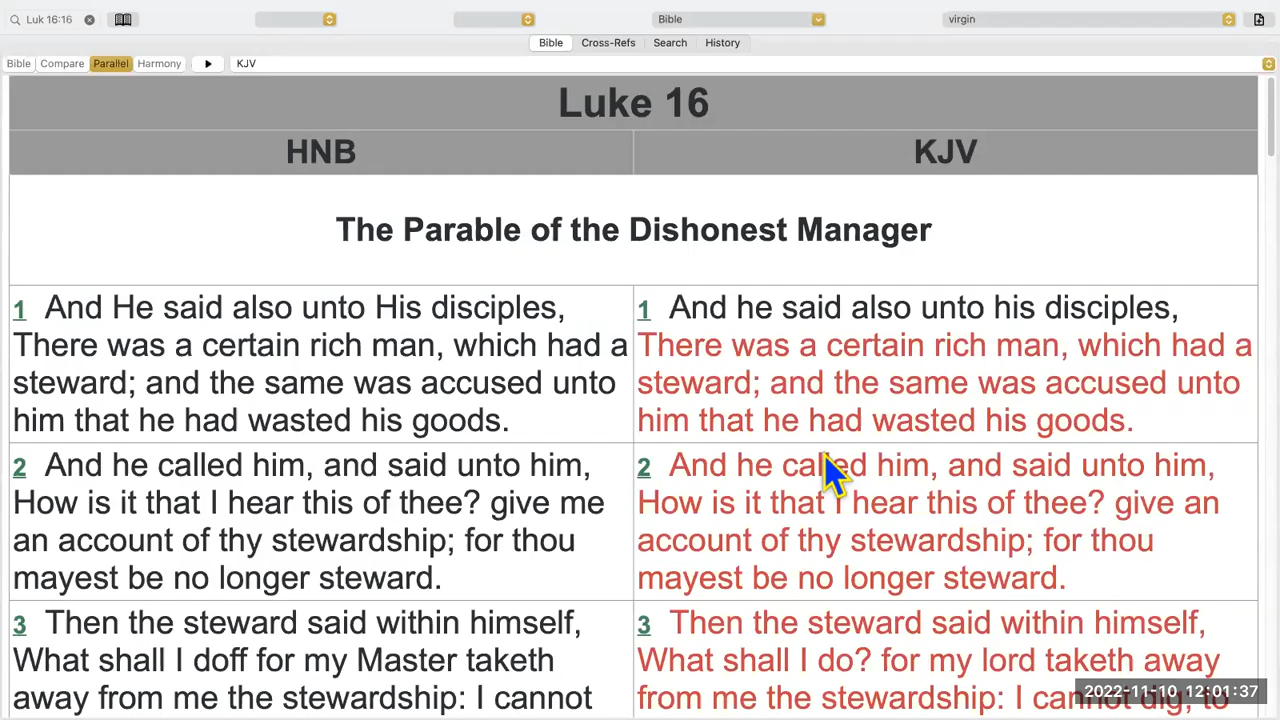 Luk 16:16
Bible
virgin
Bible Cross-Refs Search History
Bible Compare Parallel Harmony KJV
Luke 16
HNB KJV
The Parable of the Dishonest Manager
1 And He said also unto His disciples,
There was a certain rich man, which had a
steward; and the same was accused unto
him that he had wasted his goods.
1 And he said also unto his disciples,
There was a certain rich man, which had a
steward; and the same was accused unto
him that he had wasted his goods.
2 And he called him, and said unto him,
How is it that I hear this of thee? give me
an account of thy stewardship; for thou
mayest be no longer steward.
2 And he called him, and said unto him,
How is it that I hear this of thee? give an
account of thy stewardship; for thou
mayest be no longer steward.
3 Then the steward said within himself,
What shall I doff for my Master taketh
away from me the stewardship: I cannot
3 Then the steward said within himself,
What shall I do? for my lord taketh away
from me the stewardship: I cannot dig; to
2022-11-10 12:01:37